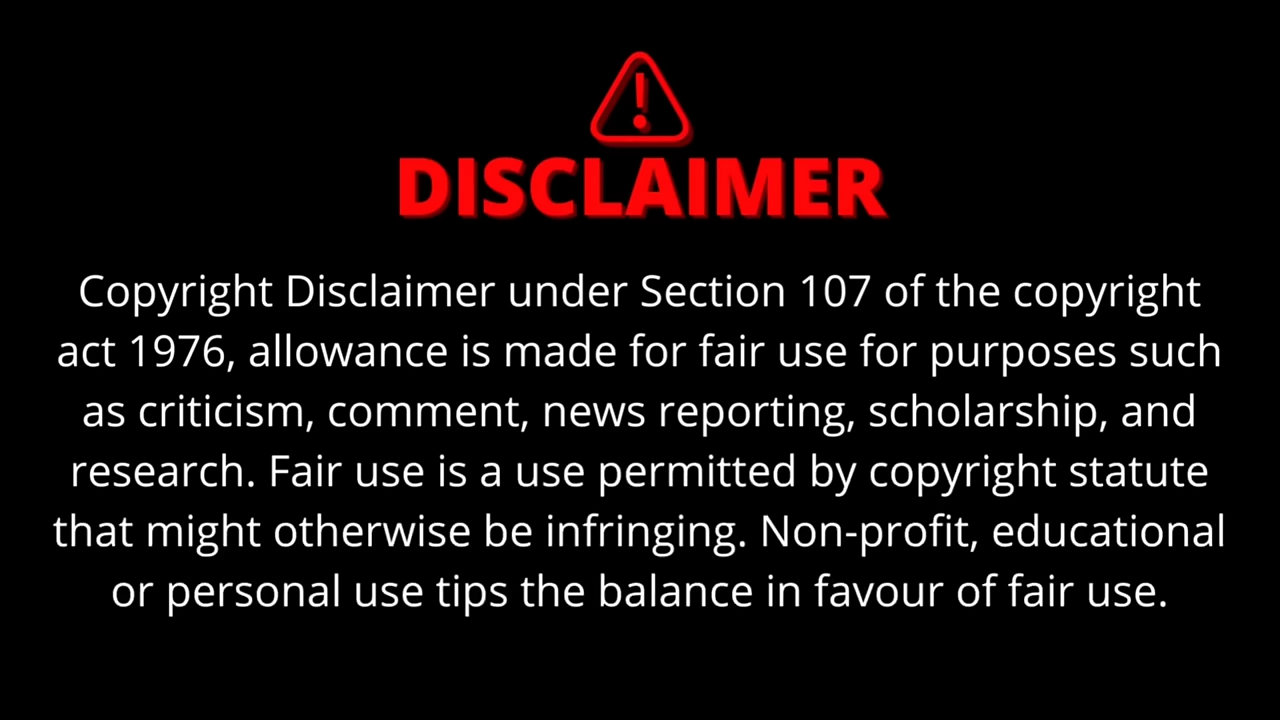 DISCLAIMER
Copyright Disclaimer under Section 107 of the copyright
act 1976, allowance is made for fair use for purposes such
as criticism, comment, news reporting, scholarship, and
research. Fair use is a use permitted by copyright statute
that might otherwise be infringing. Non-profit, educational
or personal use tips the balance in favour of fair use.